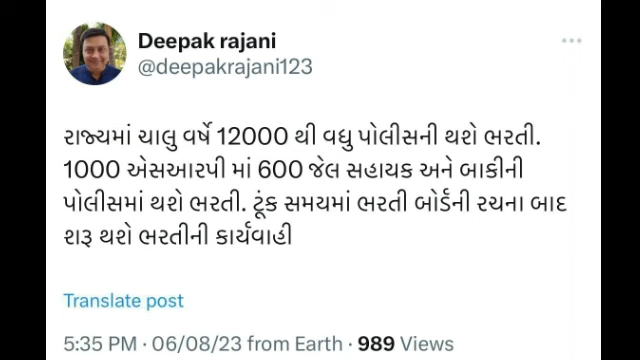 Deepak rajani
@deepakrajani123
રાજ્યમાં ચાલુ વર્ષે 12000 થી વધુ પોલીસની થશે ભરતી.
1000 એસઆરપી માં 600 જેલ સહાયક અને બાકીની
પોલીસમાં થશે ભરતી. ટૂંક સમયમાં ભરતી બોર્ડની રચના બાદ
શરૂ થશે ભરતીની કાર્યવાહી
Translate post
5:35 PM · 06/08/23 from Earth · 989 Views